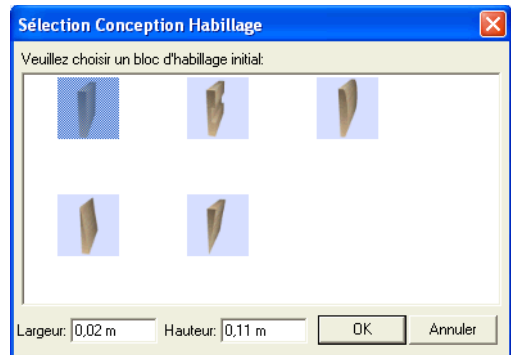 Sélection Conception Habillage
Veuillez choisir un bloc d'habillage initial:
Largeur: 0,02 m Hauteur: 0,11 m OK Annuler